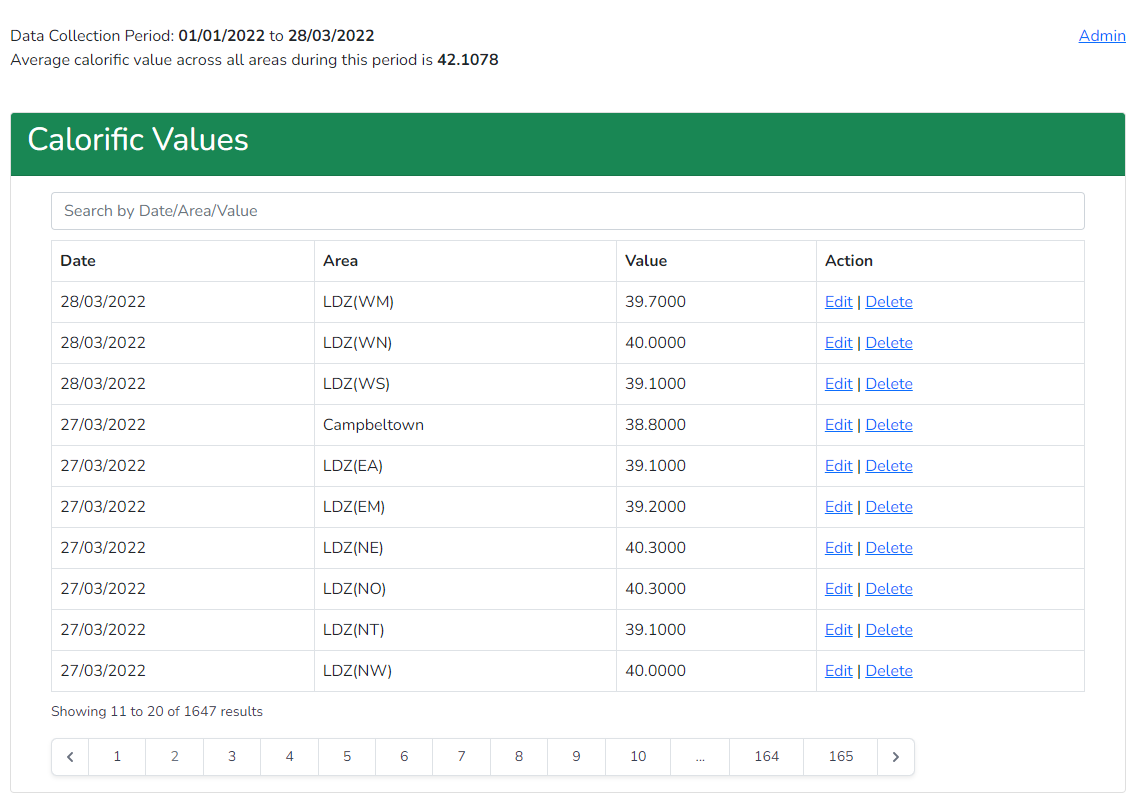 Data Collection Period: 01/01/2022 to 28/03/2022 Admin
Average calorific value across all areas during this period is 42.1078
Calorific Values
Search by Date/Area/Value
Date Area Value Action
28/03/2022 LDZ(WM) 39.7000 Edit | Delete
28/03/2022 LDZ(WN) 40.0000 Edit | Delete
28/03/2022 LDZ(WS) 39.1000 Edit | Delete
27/03/2022 Campbeltown 38.8000 Edit | Delete
27/03/2022 LDZ(EA) 39.1000 Edit | Delete
27/03/2022 LDZ(EM) 39.2000 Edit | Delete
27/03/2022 LDZ(NE) 40.3000 Edit | Delete
27/03/2022 LDZ(NO) 40.3000 Edit | Delete
27/03/2022 LDZ(NT) 39.1000 Edit | Delete
27/03/2022 LDZ(NW) 40.0000 Edit | Delete
Showing 11 to 20 of 1647 results
‹ 1 2 3 4 5 6 7 8 9 10 ... 164 165 ›